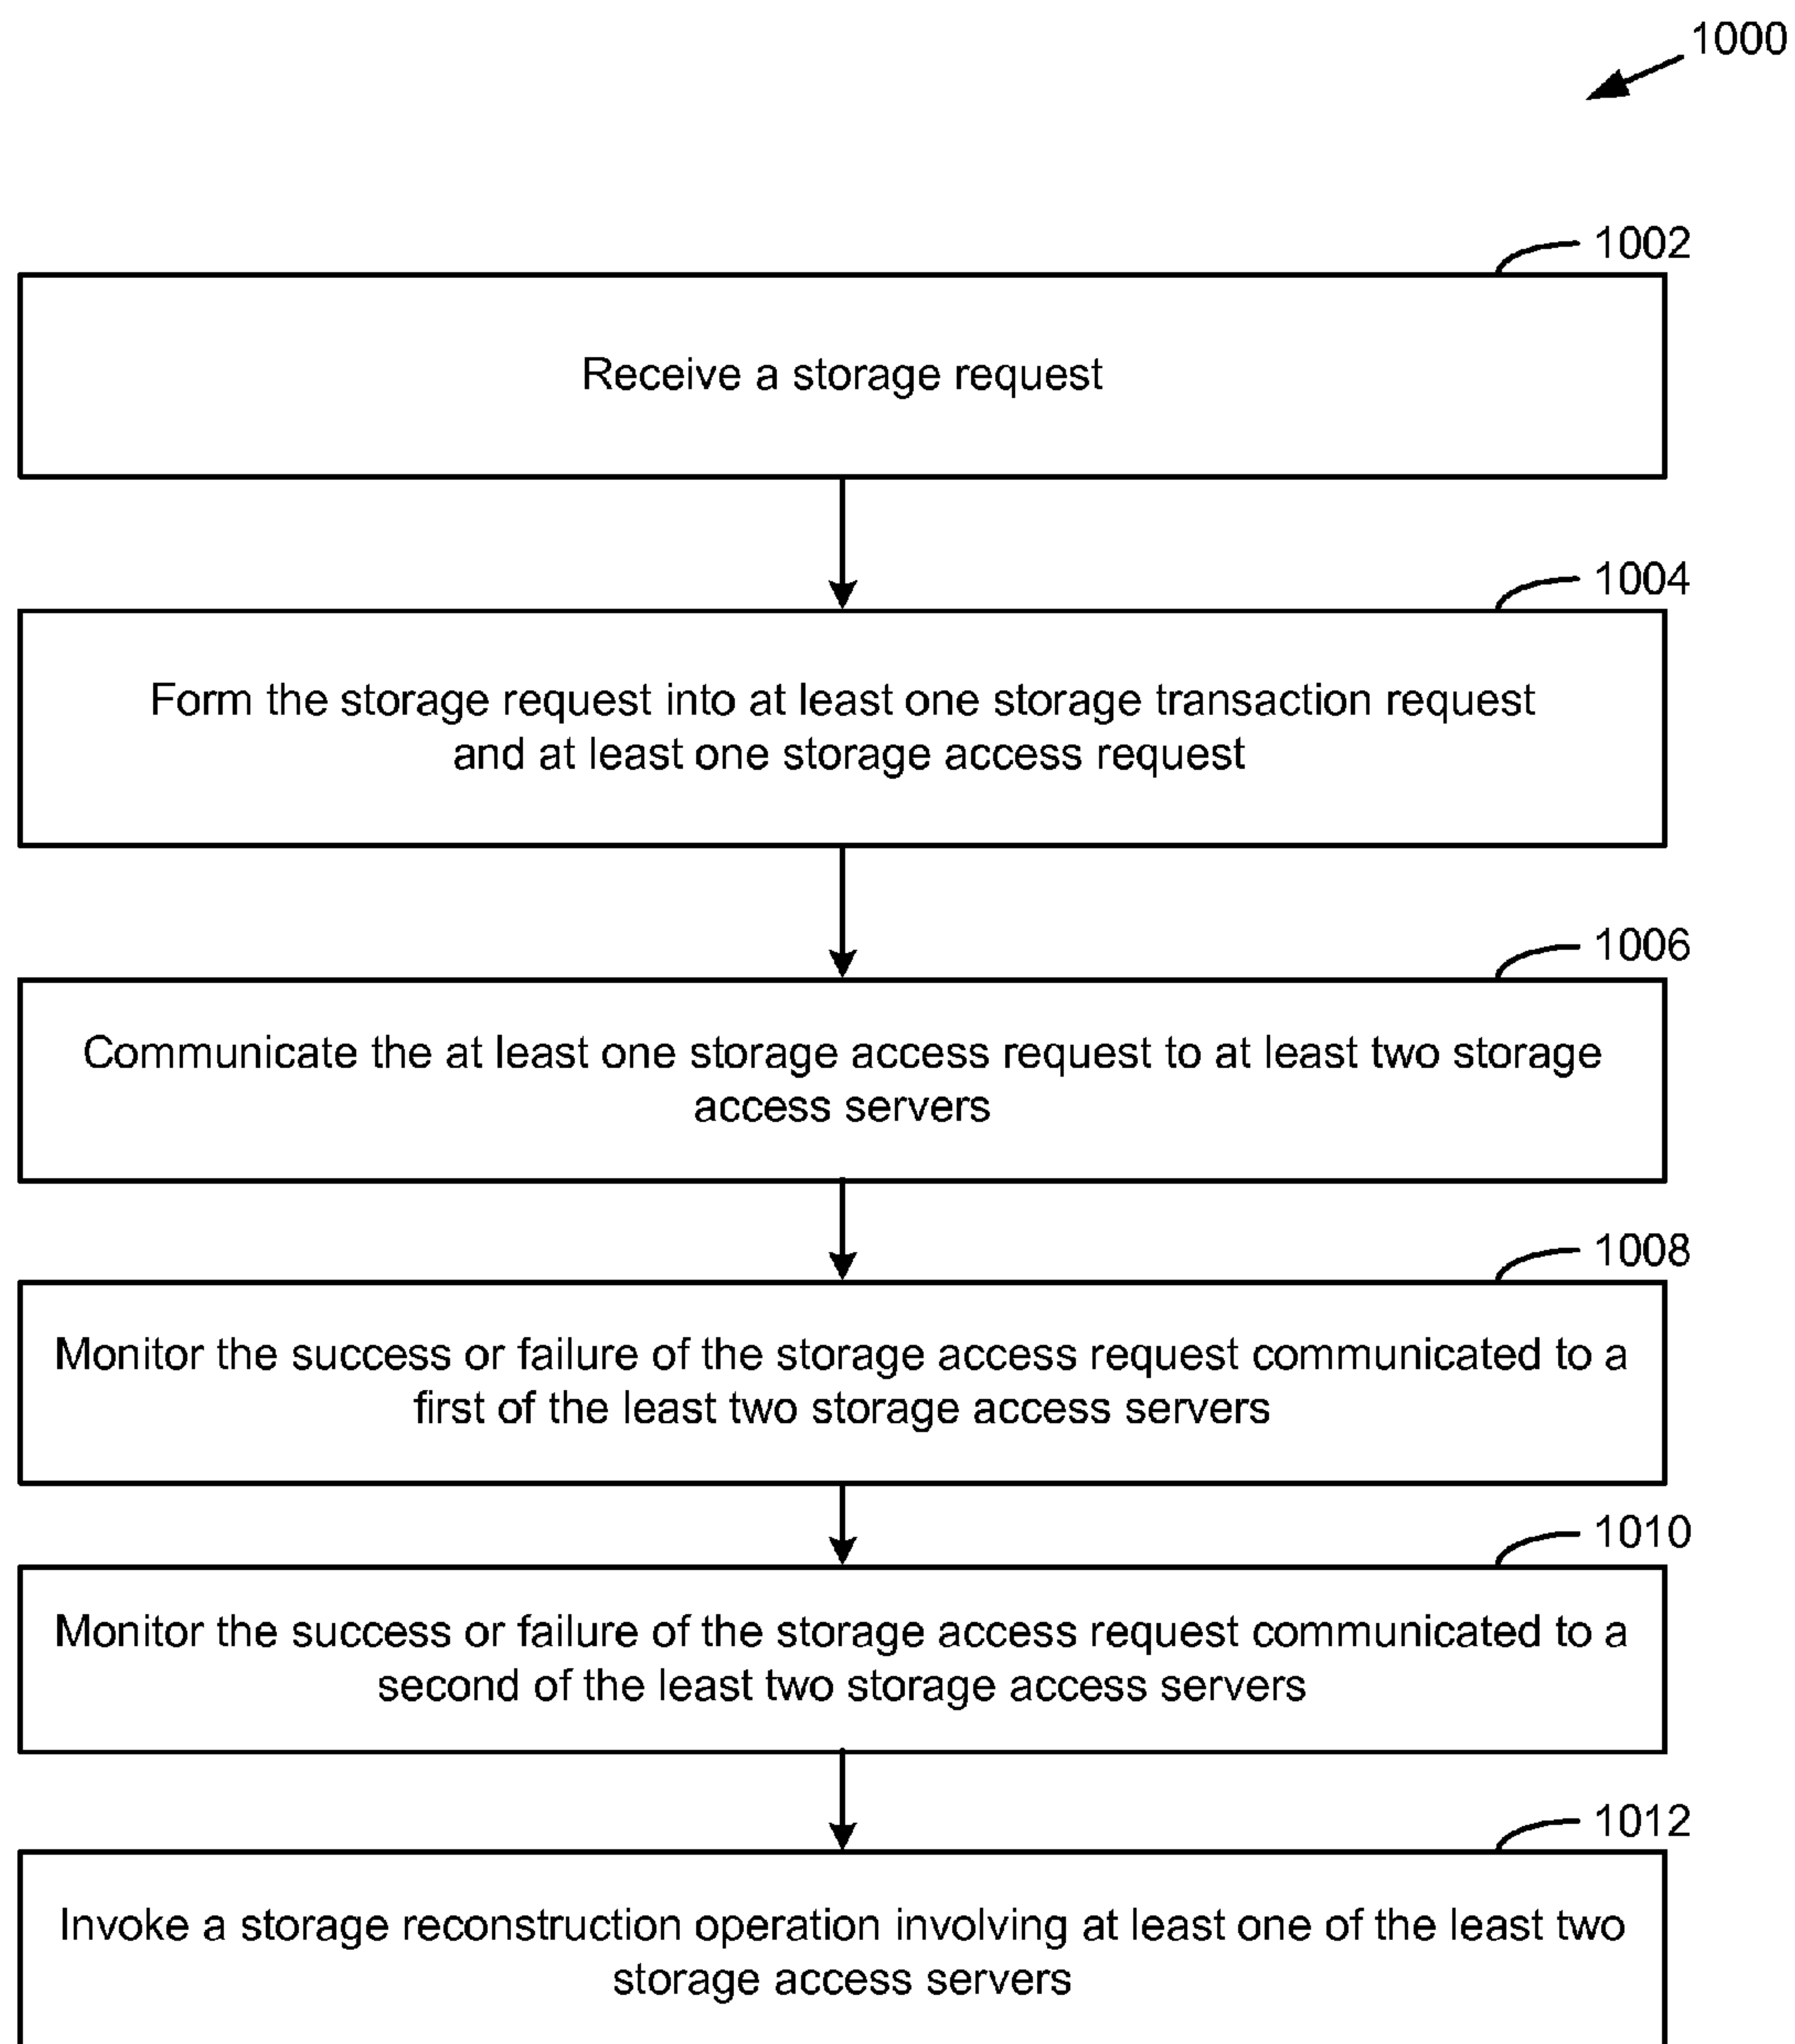 1000
1002
Receive a storage request
1004
Form the storage request into at least one storage transaction request
and at least one storage access request
1006
Communicate the at least one storage access request to at least two storage
access servers
1008
Monitor the success or failure of the storage access request communicated to a
first of the least two storage access servers
1010
Monitor the success or failure of the storage access request communicated to a
second of the least two storage access servers
1012
Invoke a storage reconstruction operation involving at least one of the least two
storage access servers